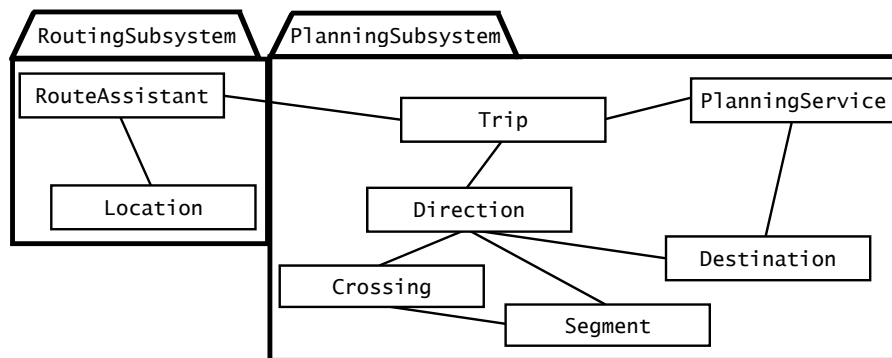 RoutingSubsystem
PlanningSubsystem
RouteAssistant
PlanningService
Trip
Location
Direction
Destination
Crossing
Segment